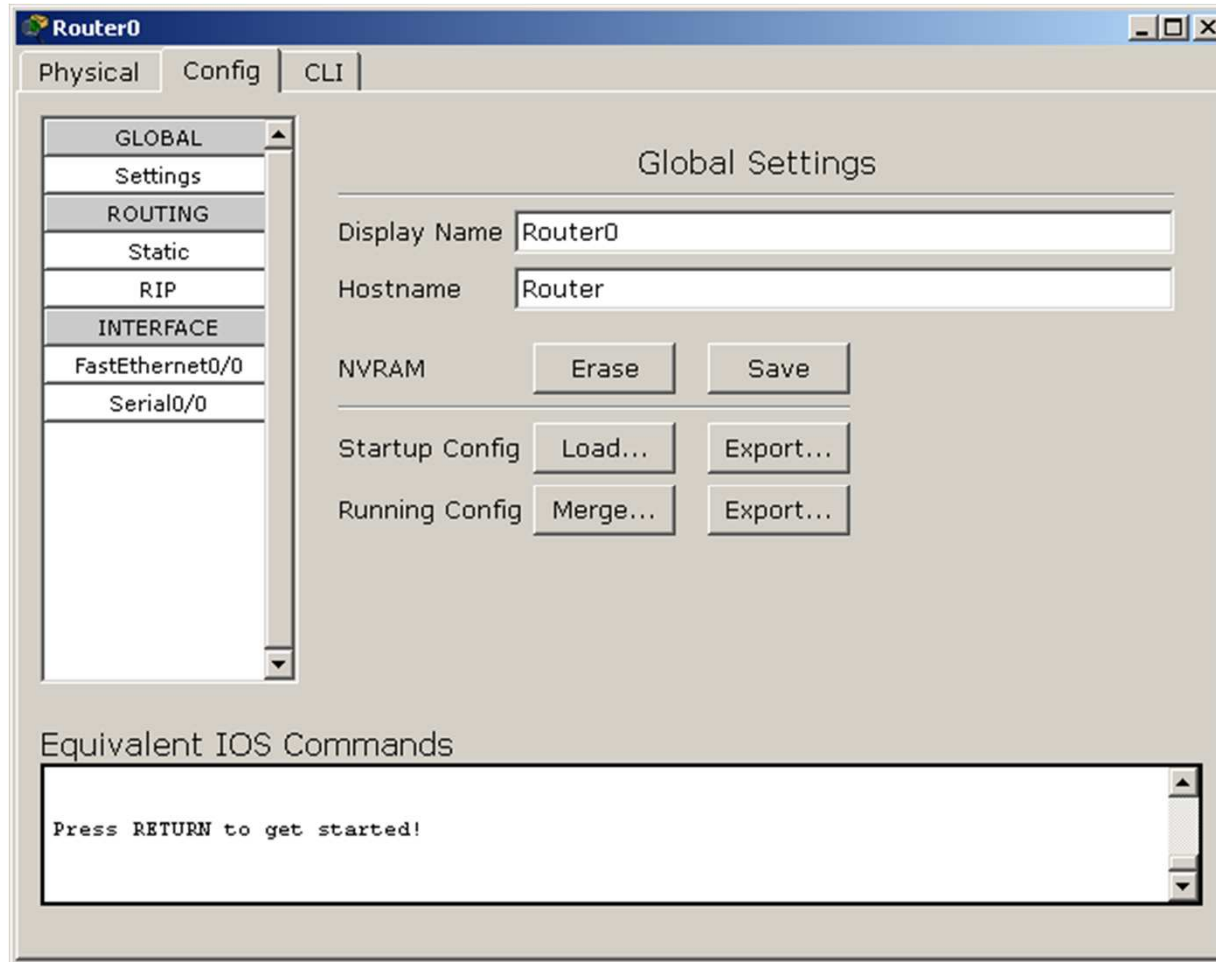 Router0
Physical Config CLI
GLOBAL
Settings
ROUTING
Static
RIP
INTERFACE
FastEthernet0/0
Serial0/0
Global Settings
Display Name Router0
Hostname Router
NVRAM Erase Save
Startup Config Load... Export...
Running Config Merge... Export...
Equivalent IOS Commands
Press RETURN to get started!